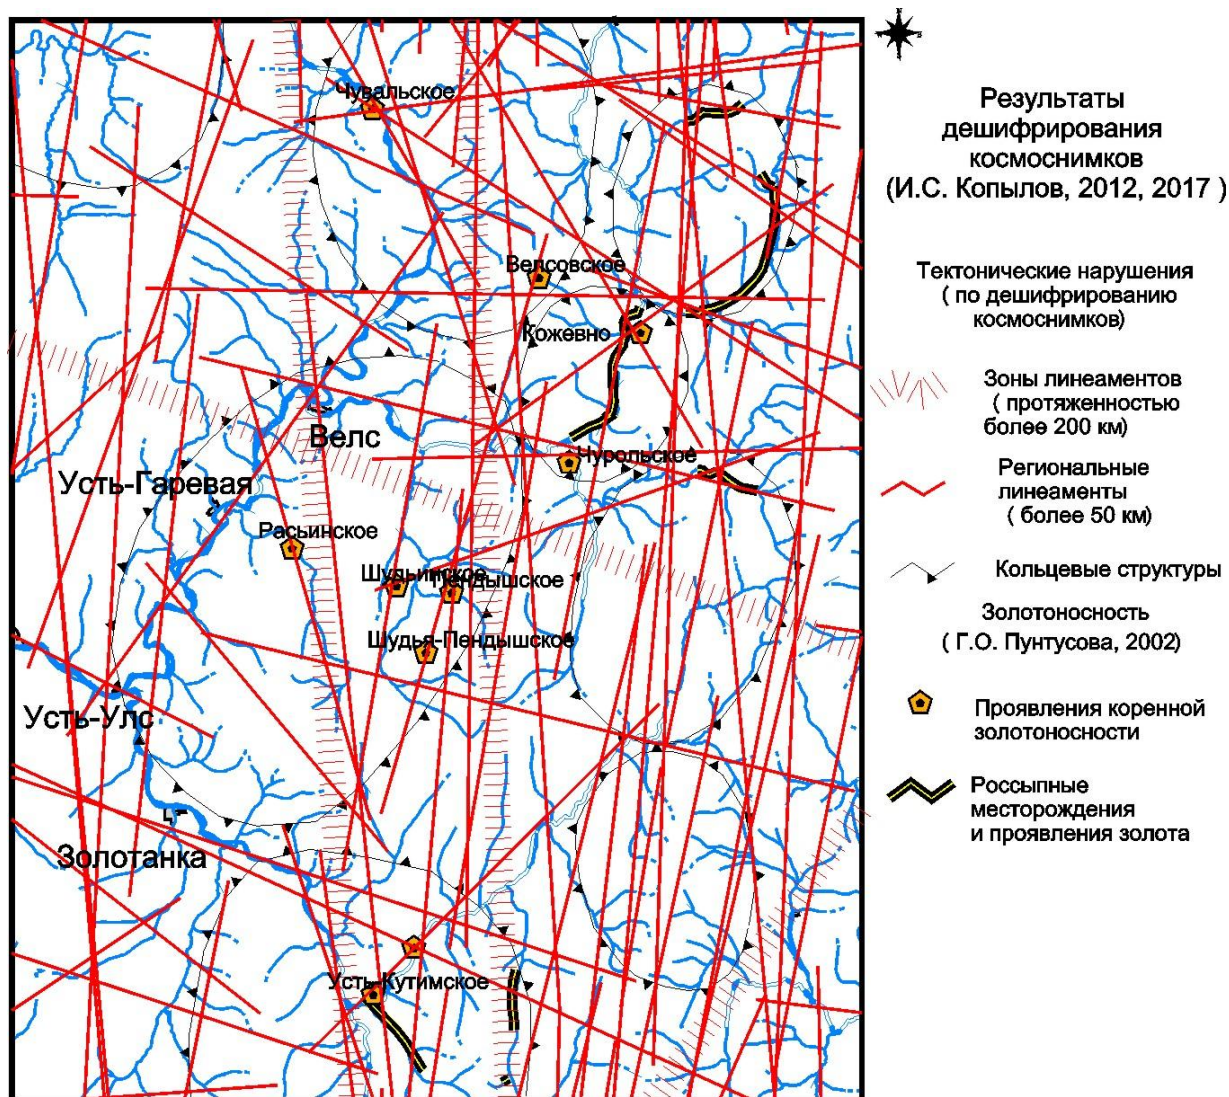 Чувальское
Велсовское
Кожевно
Велс
Чурольское
Усть-Гаревая
Расьинское
Шудьинское
Пендышское
Шудья-Пендышское
Усть-Улс
Золотанка
Усть-Кутимское
Результаты
дешифрирования
космоснимков
(И.С. Копылов, 2012, 2017 )
Тектонические нарушения
( по дешифрированию
космоснимков)
Зоны линеаментов
( протяженностью
более 200 км)
Региональные
линеаменты
( более 50 км)
Кольцевые структуры
Золотоносность
( Г.О. Пунтусова, 2002)
Проявления коренной
золотоносности
Россыпные
месторождения
и проявления золота